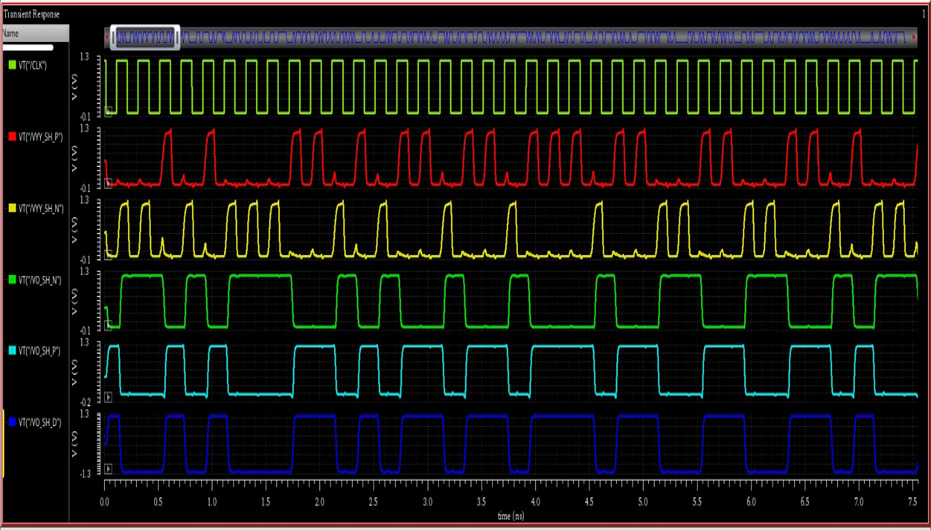 Transient Response
1
Name
VT("/CLK")
1.3
V (V)
-0.1
VT("/VYY_SH_P")
1.3
V (V)
-0.1
VT("/VYY_SH_N")
1.3
V (V)
-0.1
VT("/VO_SH_N")
1.3
V (V)
-0.1
VT("/VO_SH_P")
1.3
V (V)
-0.2
VT("/VO_SH_D")
1.3
V (V)
-1.3
0.0 0.5 1.0 1.5 2.0 2.5 3.0 3.5 4.0 4.5 5.0 5.5 6.0 6.5 7.0 7.5
time (ns)